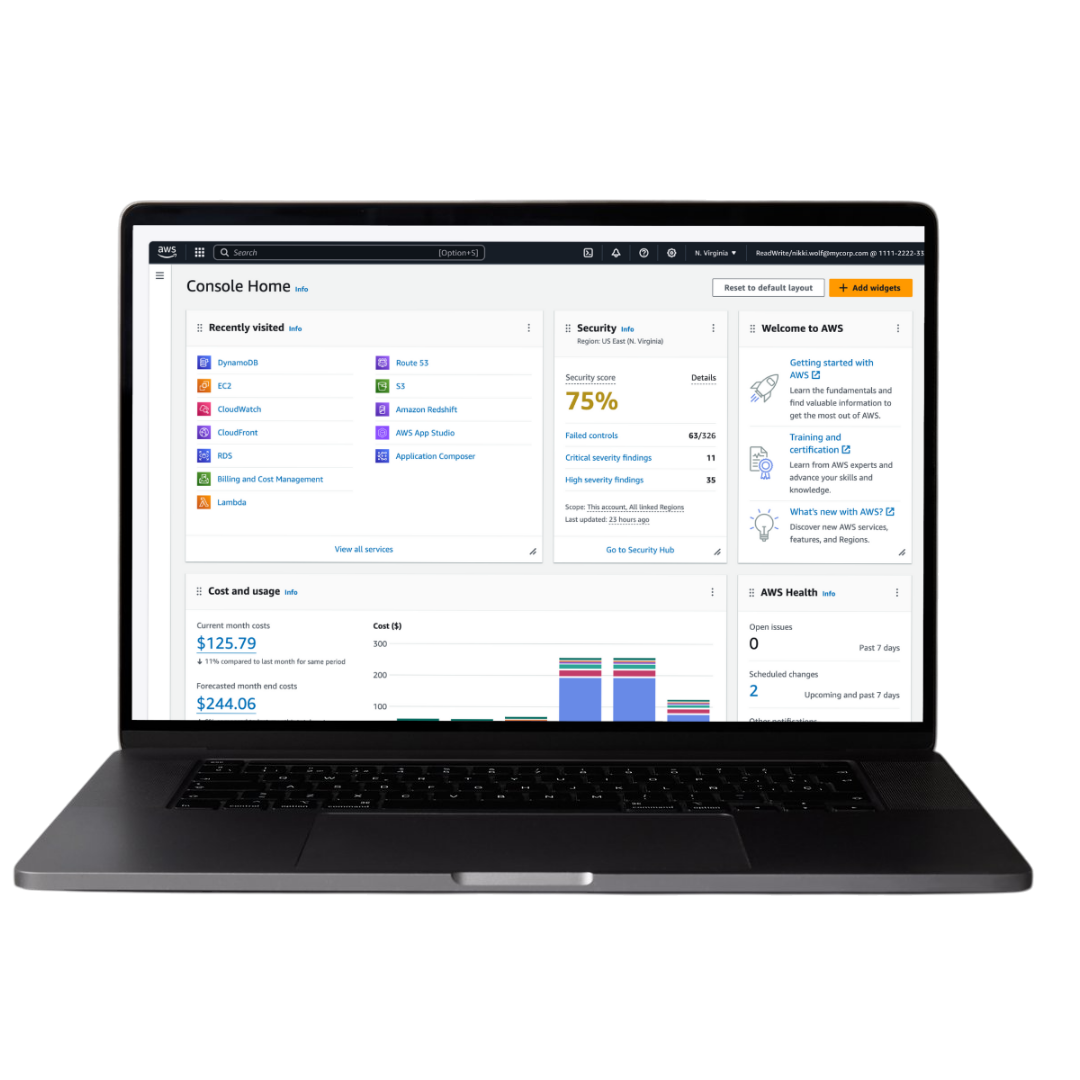 aws
Search [Option+S]
N. Virginia
ReadWrite/nikki.wolf@mycorp.com @ 1111-2222-33
Console Home Info
Reset to default layout
+ Add widgets
Recently visited Info
DynamoDB
EC2
CloudWatch
CloudFront
RDS
Billing and Cost Management
Lambda
Route 53
S3
Amazon Redshift
AWS App Studio
Application Composer
View all services
Security Info
Region: US East (N. Virginia)
Security score Details
75%
Failed controls 63/326
Critical severity findings 11
High severity findings 35
Scope: This account, All linked Regions
Last updated: 23 hours ago
Go to Security Hub
Welcome to AWS
Getting started with
AWS
Learn the fundamentals and
find valuable information to
get the most out of AWS.
Training and
certification
Learn from AWS experts and
advance your skills and
knowledge.
What's new with AWS?
Discover new AWS services,
features, and Regions.
Cost and usage Info
Current month costs
$125.79
11% compared to last month for same period
Forecasted month end costs
$244.06
Cost ($)
300
200
100
AWS Health Info
Open issues
0 Past 7 days
Scheduled changes
2 Upcoming and past 7 days
Other notifications